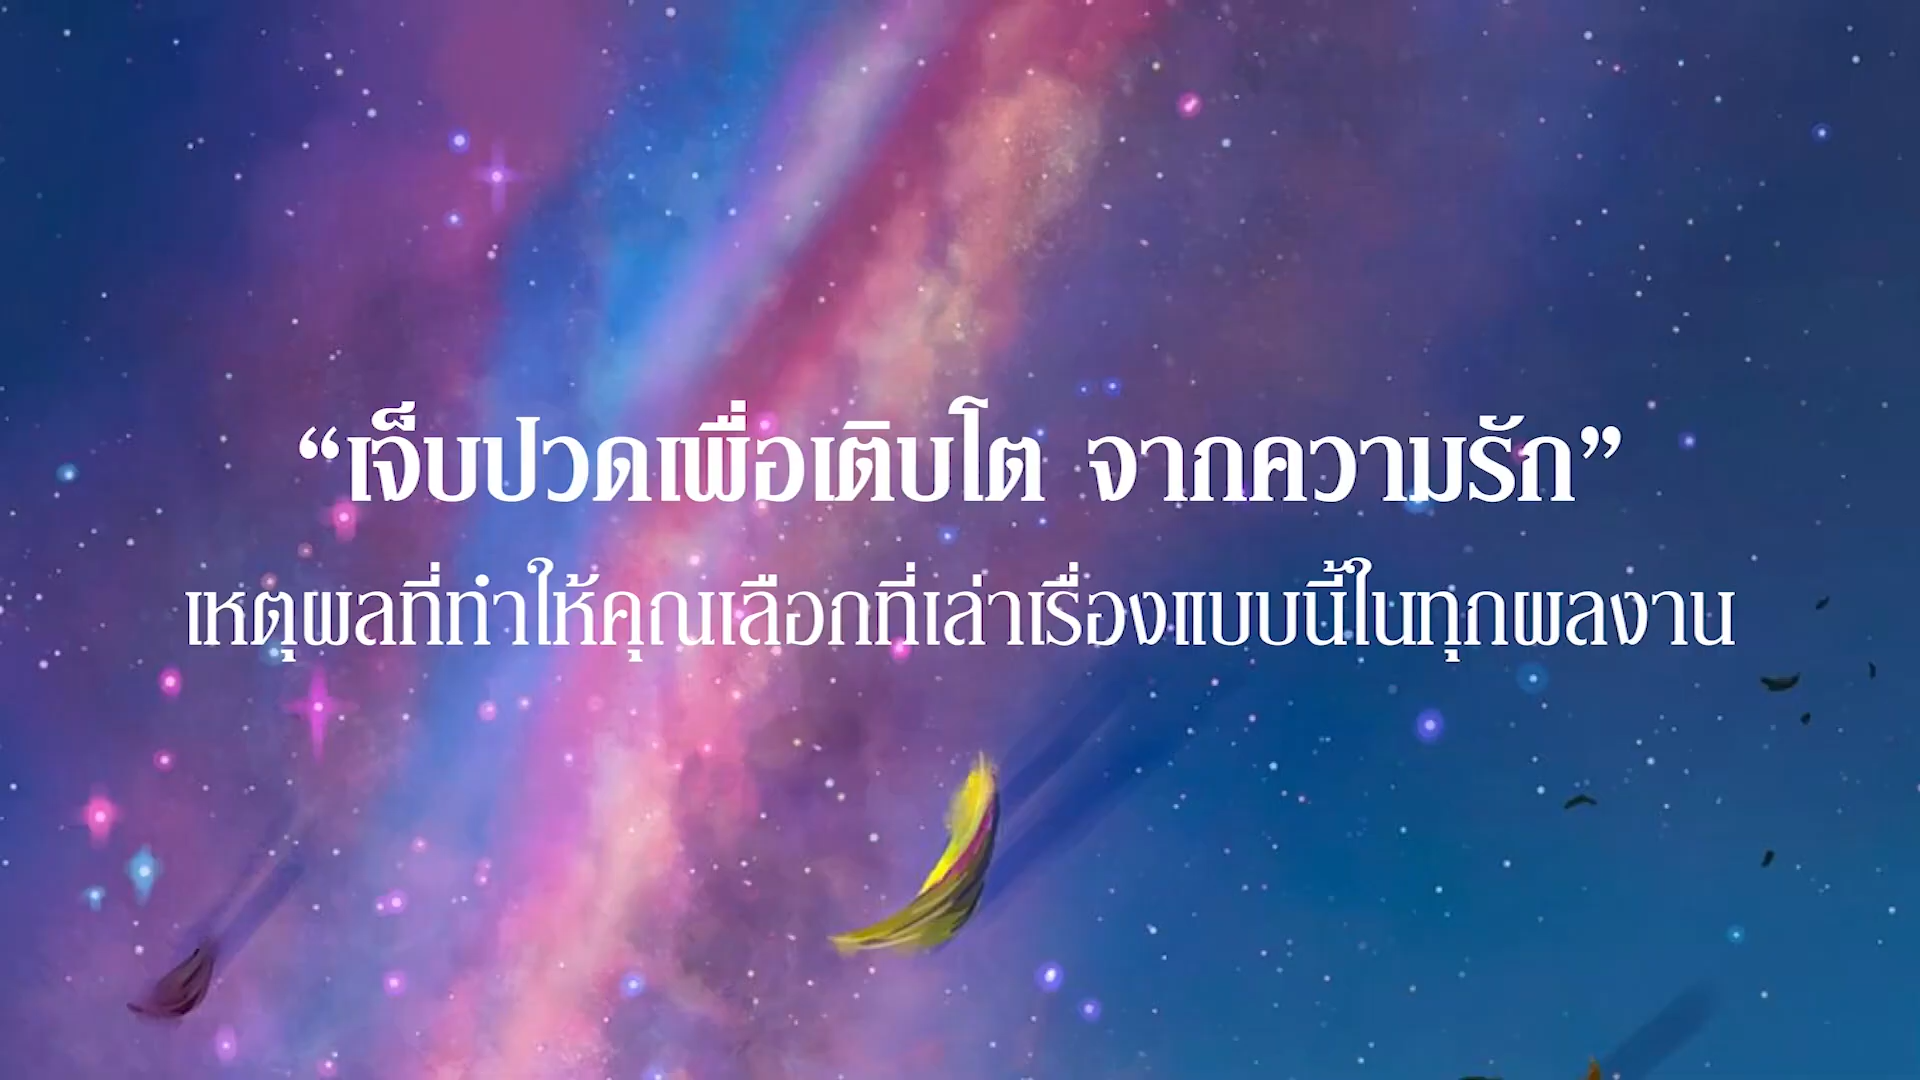 “เจ็บปวดเพื่อเติบโต จากความรัก”
เหตุผลที่ทำให้คุณเลือกที่เล่าเรื่องแบบนี้ในทุกผลงาน